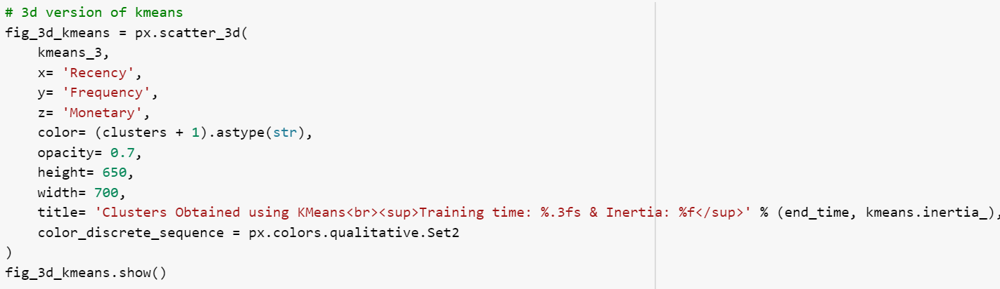 # 3d version of kmeans
fig_3d_kmeans = px.scatter_3d(
    kmeans_3,
    x= 'Recency',
    y= 'Frequency',
    z= 'Monetary',
    color= (clusters + 1).astype(str),
    opacity= 0.7,
    height= 650,
    width= 700,
    title= 'Clusters Obtained using KMeans<br><sup>Training time: %.3fs & Inertia: %f</sup>' % (end_time, kmeans.inertia_),
    color_discrete_sequence = px.colors.qualitative.Set2
)
fig_3d_kmeans.show()